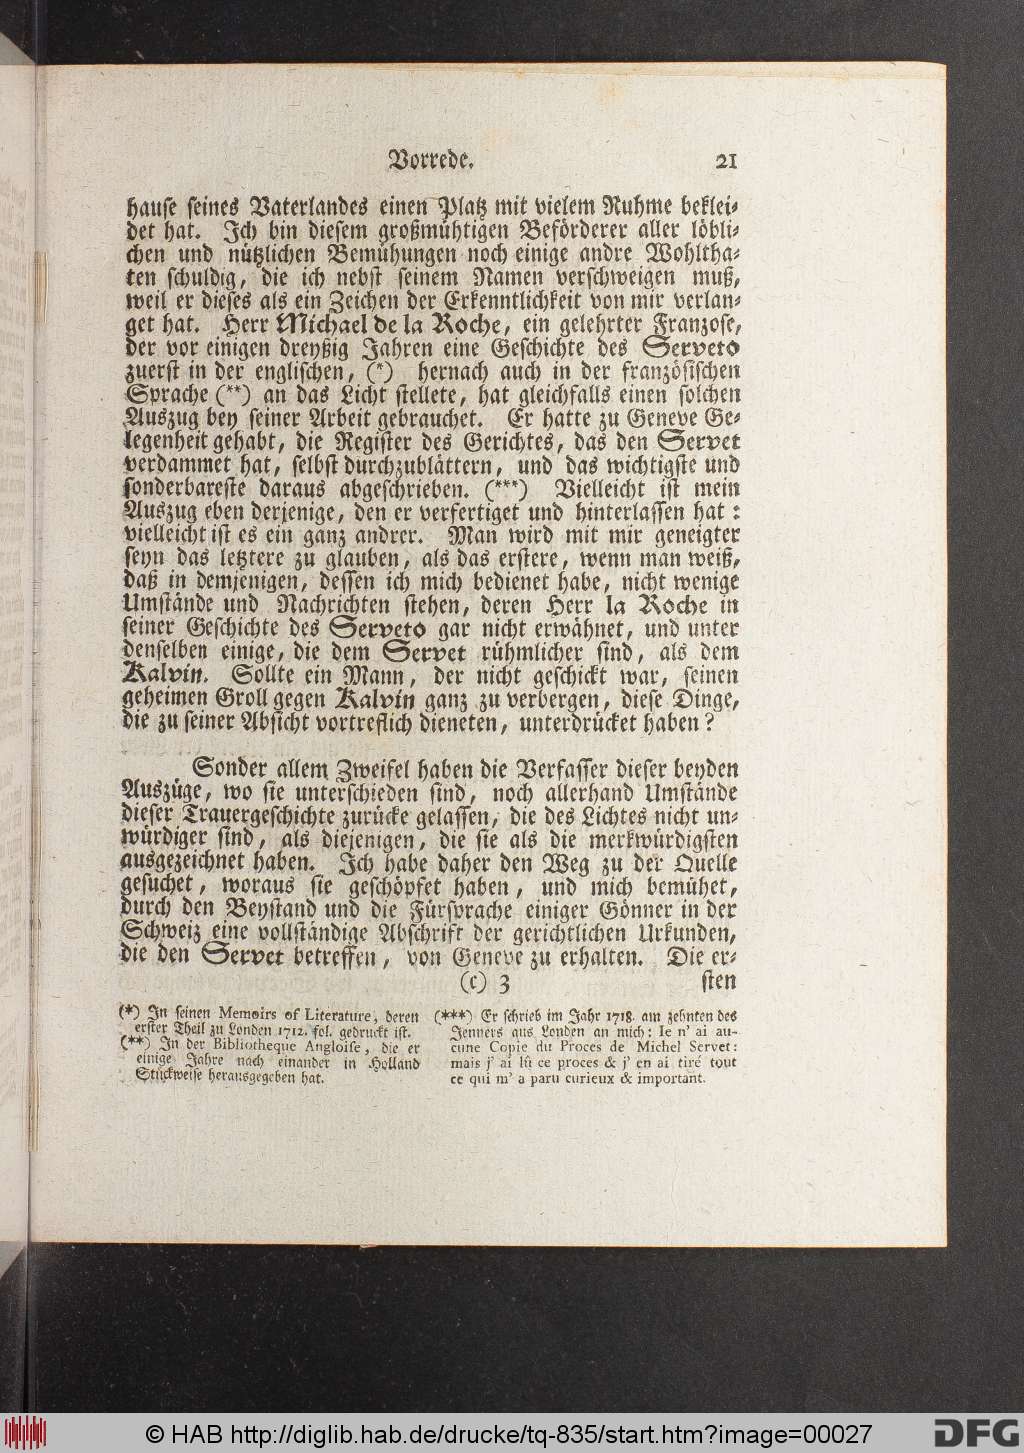 Vorrede. 21
hause seines Vaterlandes einen Platz mit vielem Ruhme beklei-
det hat. Ich bin diesem großmühtigen Beförderer aller löbli-
chen und nützlichen Bemühungen noch einige andre Wohltha-
ten schuldig, die ich nebst seinem Namen verschweigen muß,
weil er dieses als ein Zeichen der Erkenntlichkeit von mir verlan-
get hat. Herr Michael de la Roche, ein gelehrter Franzose,
der vor einigen dreyßig Jahren eine Geschichte des Serveto
zuerst in der englischen, (*) hernach auch in der französischen
Sprache (**) an das Licht stellete, hat gleichfalls einen solchen
Auszug bey seiner Arbeit gebrauchet. Er hatte zu Geneve Ge-
legenheit gehabt, die Register des Gerichtes, das den Servet
verdammet hat, selbst durchzublättern, und das wichtigste und
sonderbareste daraus abgeschrieben. (***) Vielleicht ist mein
Auszug eben derjenige, den er verfertiget und hinterlassen hat:
vielleicht ist es ein ganz andrer. Man wird mit mir geneigter
seyn das letztere zu glauben, als das erstere, wenn man weiß,
daß in demjenigen, dessen ich mich bedienet habe, nicht wenige
Umstände und Nachrichten stehen, deren Herr la Roche in
seiner Geschichte des Serveto gar nicht erwähnet, und unter
denselben einige, die dem Servet rühmlicher sind, als dem
Kalvin. Sollte ein Mann, der nicht geschickt war, seinen
geheimen Groll gegen Kalvin ganz zu verbergen, diese Dinge,
die zu seiner Absicht vortreflich dieneten, unterdrücket haben?
Sonder allem Zweifel haben die Verfasser dieser beyden
Auszüge, wo sie unterschieden sind, noch allerhand Umstände
dieser Trauergeschichte zurücke gelassen, die des Lichtes nicht un-
würdiger sind, als diejenigen, die sie als die merkwürdigsten
ausgezeichnet haben. Ich habe daher den Weg zu der Quelle
gesuchet, woraus sie geschöpfet haben, und mich bemühet,
durch den Beystand und die Fürsprache einiger Gönner in der
Schweiz eine vollständige Abschrift der gerichtlichen Urkunden,
die den Servet betreffen, von Geneve zu erhalten. Die er-
(c) 3 sten
(*) In seinen Memoirs of Literature, deren
erster Theil zu Londen 1712. fol. gedruckt ist.
(**) In der Bibliotheque Angloise, die er
einige Jahre nach einander in Holland
Stückweise herausgegeben hat.
(***) Er schrieb im Jahr 1718. am zehnten des
Jenners aus Londen an mich: Ie n' ai au-
cune Copie du Proces de Michel Servet:
mais j' ai lû ce proces & j' en ai tiré tout
ce qui m' a paru curieux & important.
© HAB http://diglib.hab.de/drucke/tq-835/start.htm?image=00027
DFG